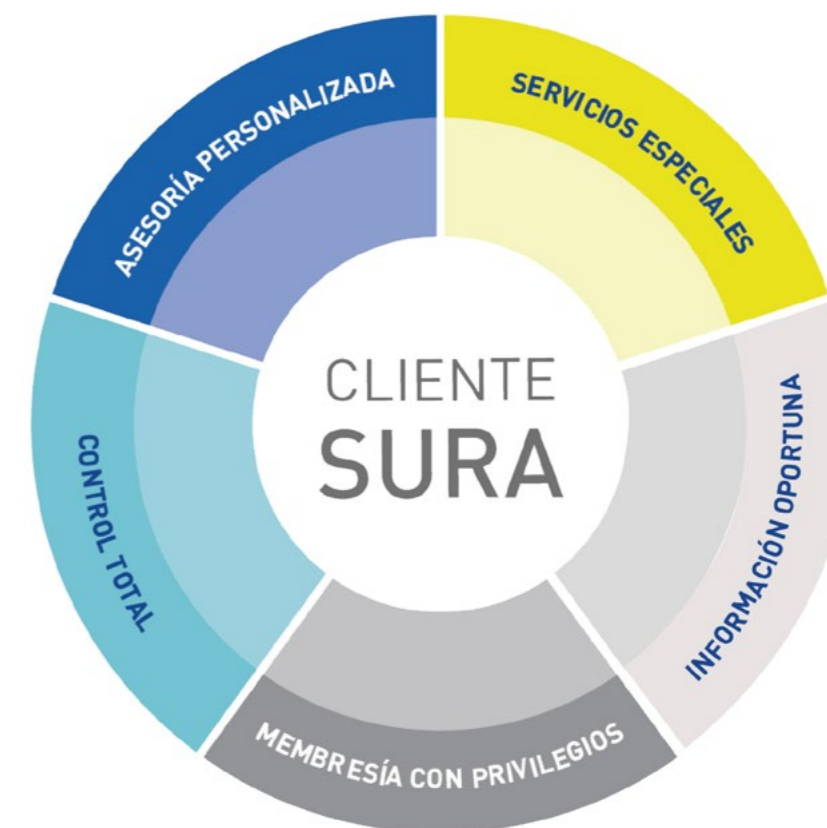 ASESORÍA PERSONALIZADA
SERVICIOS ESPECIALES
CLIENTE
SURA
INFORMACIÓN OPORTUNA
CONTROL TOTAL
MEMBRESÍA CON PRIVILEGIOS